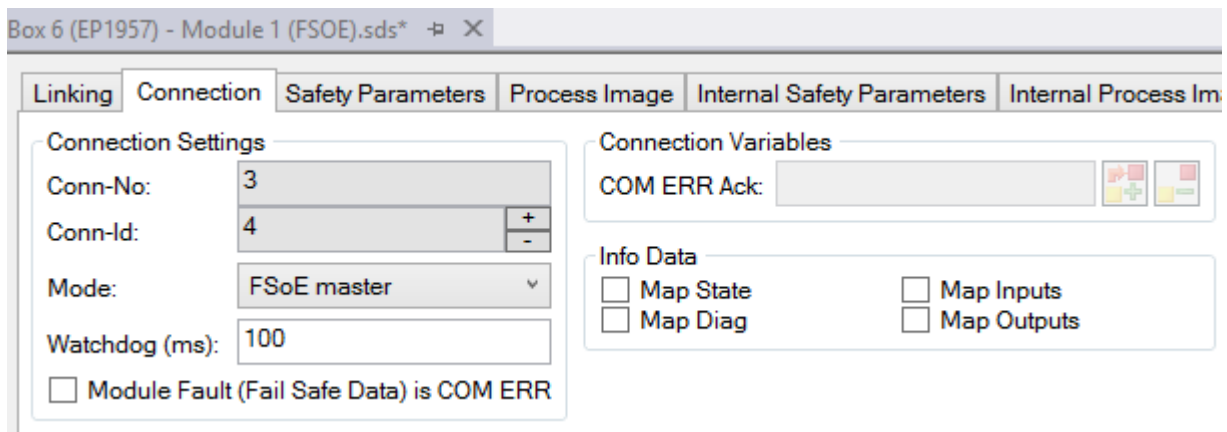 Box 6 (EP1957) - Module 1 (FSOE).sds*
Linking Connection Safety Parameters Process Image Internal Safety Parameters Internal Process Im
Connection Settings
Conn-No: 3
Conn-Id: 4 + -
Mode: FSoE master
Watchdog (ms): 100
Module Fault (Fail Safe Data) is COM ERR
Connection Variables
COM ERR Ack:
Info Data
Map State Map Inputs
Map Diag Map Outputs